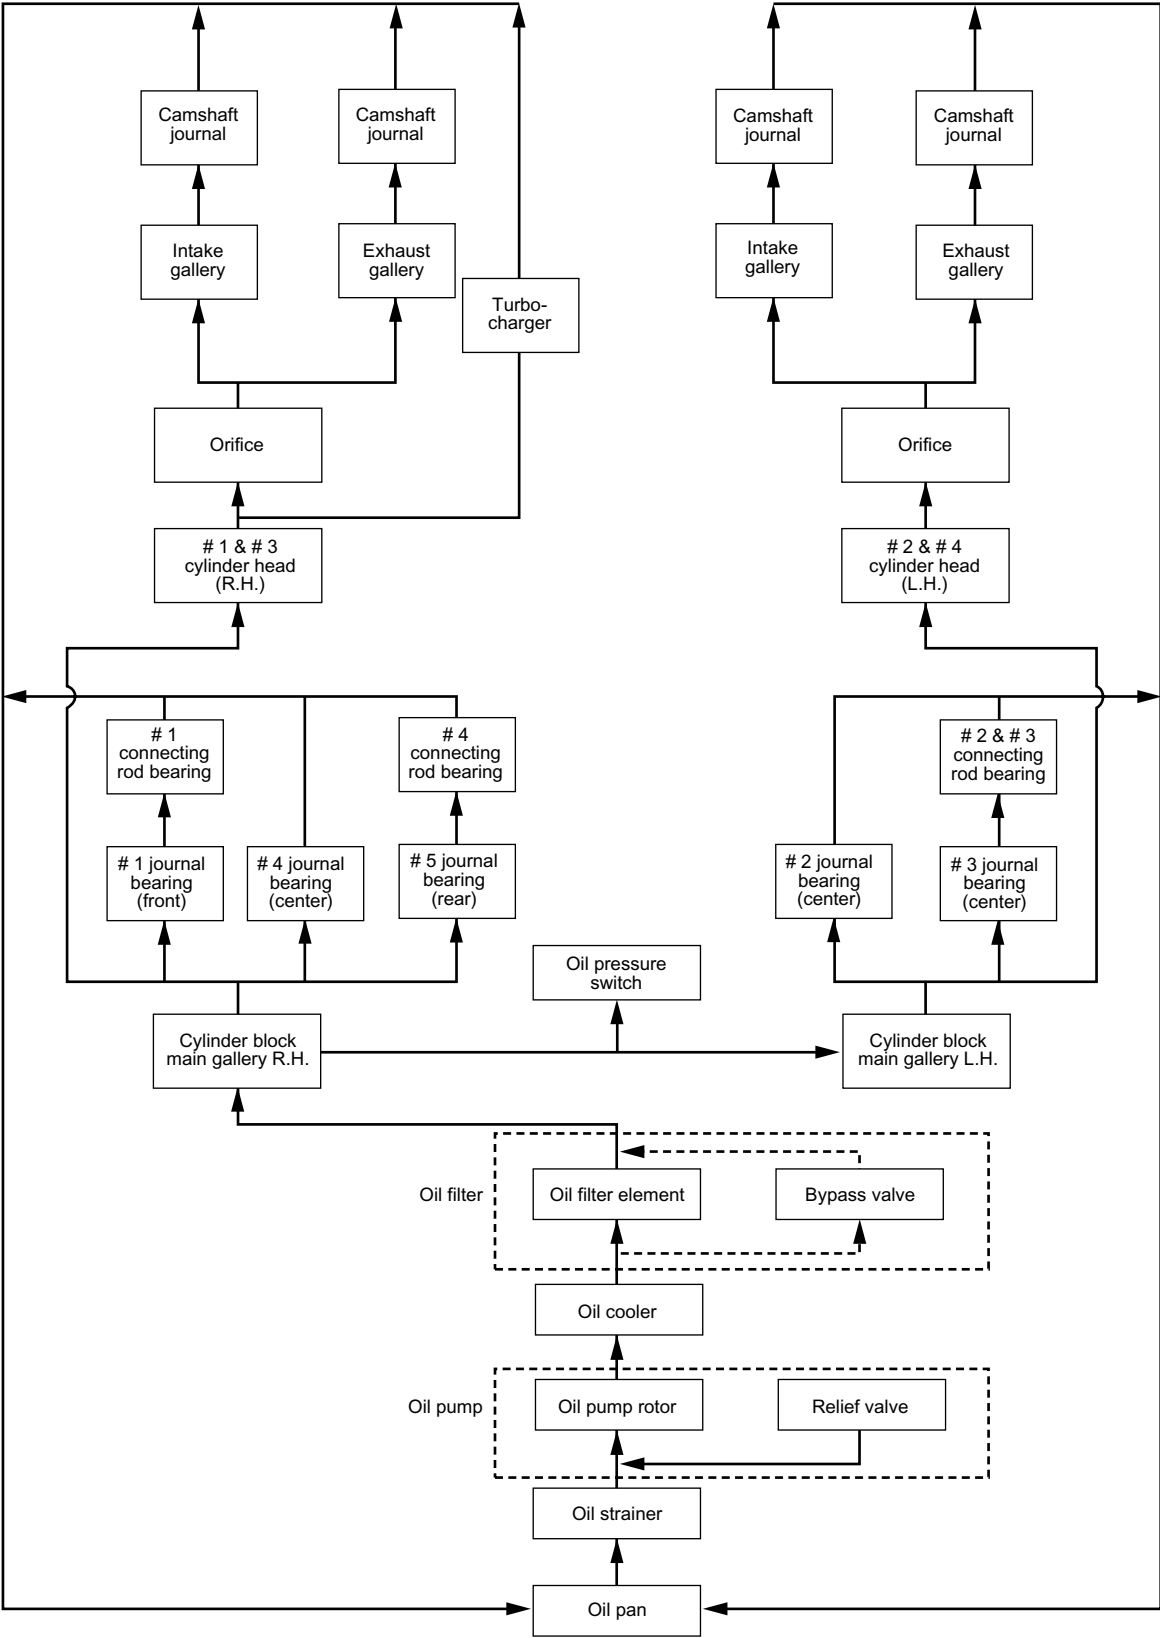 Camshaft
journal
Camshaft
journal
Camshaft
journal
Camshaft
journal
Intake
gallery
Exhaust
gallery
Intake
gallery
Exhaust
gallery
Turbo-
charger
Orifice
Orifice
# 1 & # 3
cylinder head
(R.H.)
# 2 & # 4
cylinder head
(L.H.)
# 1
connecting
rod bearing
# 4
connecting
rod bearing
# 2 & # 3
connecting
rod bearing
# 1 journal
bearing
(front)
# 4 journal
bearing
(center)
# 5 journal
bearing
(rear)
# 2 journal
bearing
(center)
# 3 journal
bearing
(center)
Oil pressure
switch
Cylinder block
main gallery R.H.
Cylinder block
main gallery L.H.
Oil filter
Oil filter element
Bypass valve
Oil cooler
Oil pump
Oil pump rotor
Relief valve
Oil strainer
Oil pan